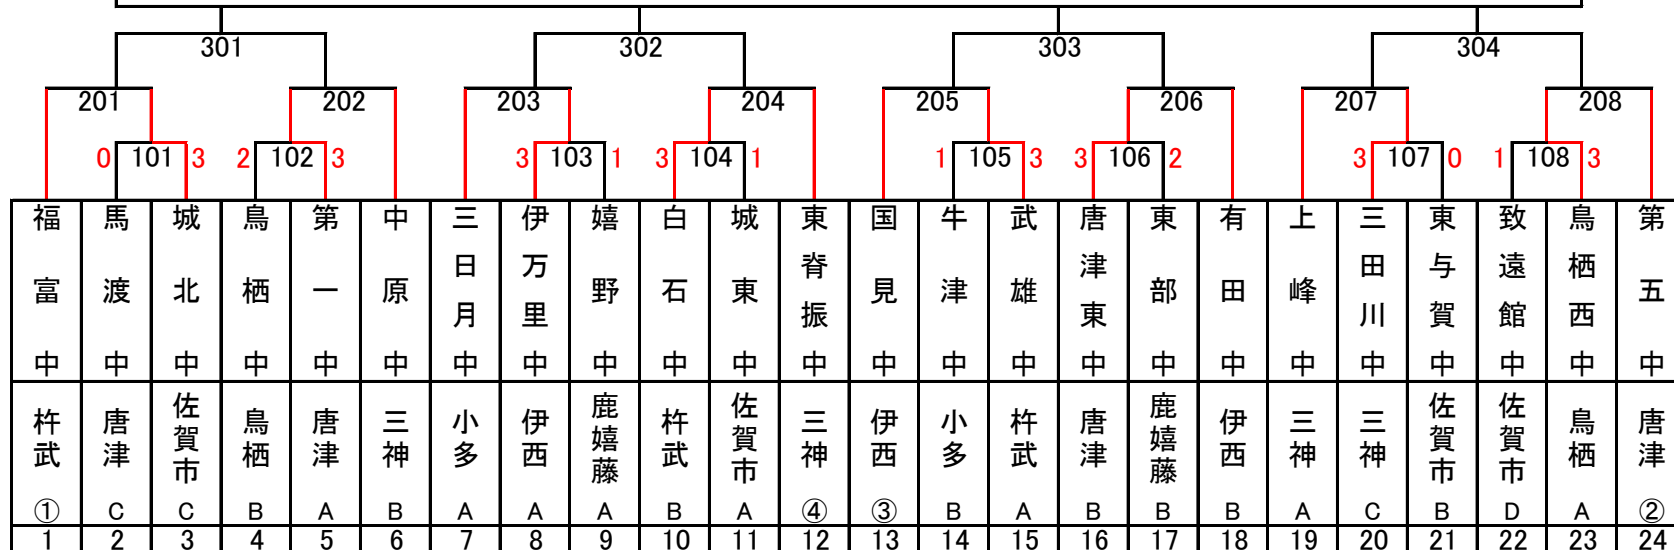 301 302 303 304
201 202 203 204 205 206 207 208
0 101 3 2 102 3 3 103 1 3 104 1 1 105 3 3 106 2 3 107 0 1 108 3
福富中 馬渡中 城北中 鳥栖中 第一中 中原中 三日月中 伊万里中 嬉野中 白石中 城東中 東脊振中 国見中 牛津中 武雄中 唐津東中 東部中 有田中 上峰中 三田川中 東与賀中 致遠館中 鳥栖西中 第五中
杵武 唐津 佐賀市 鳥栖 唐津 三神 小多 伊西 鹿嬉藤 杵武 佐賀市 三神 伊西 小多 杵武 唐津 鹿嬉藤 伊西 三神 三神 佐賀市 佐賀市 鳥栖 唐津
① C C B A B A A A B A ④ ③ B A B B B A C B D A ②
1 2 3 4 5 6 7 8 9 10 11 12 13 14 15 16 17 18 19 20 21 22 23 24